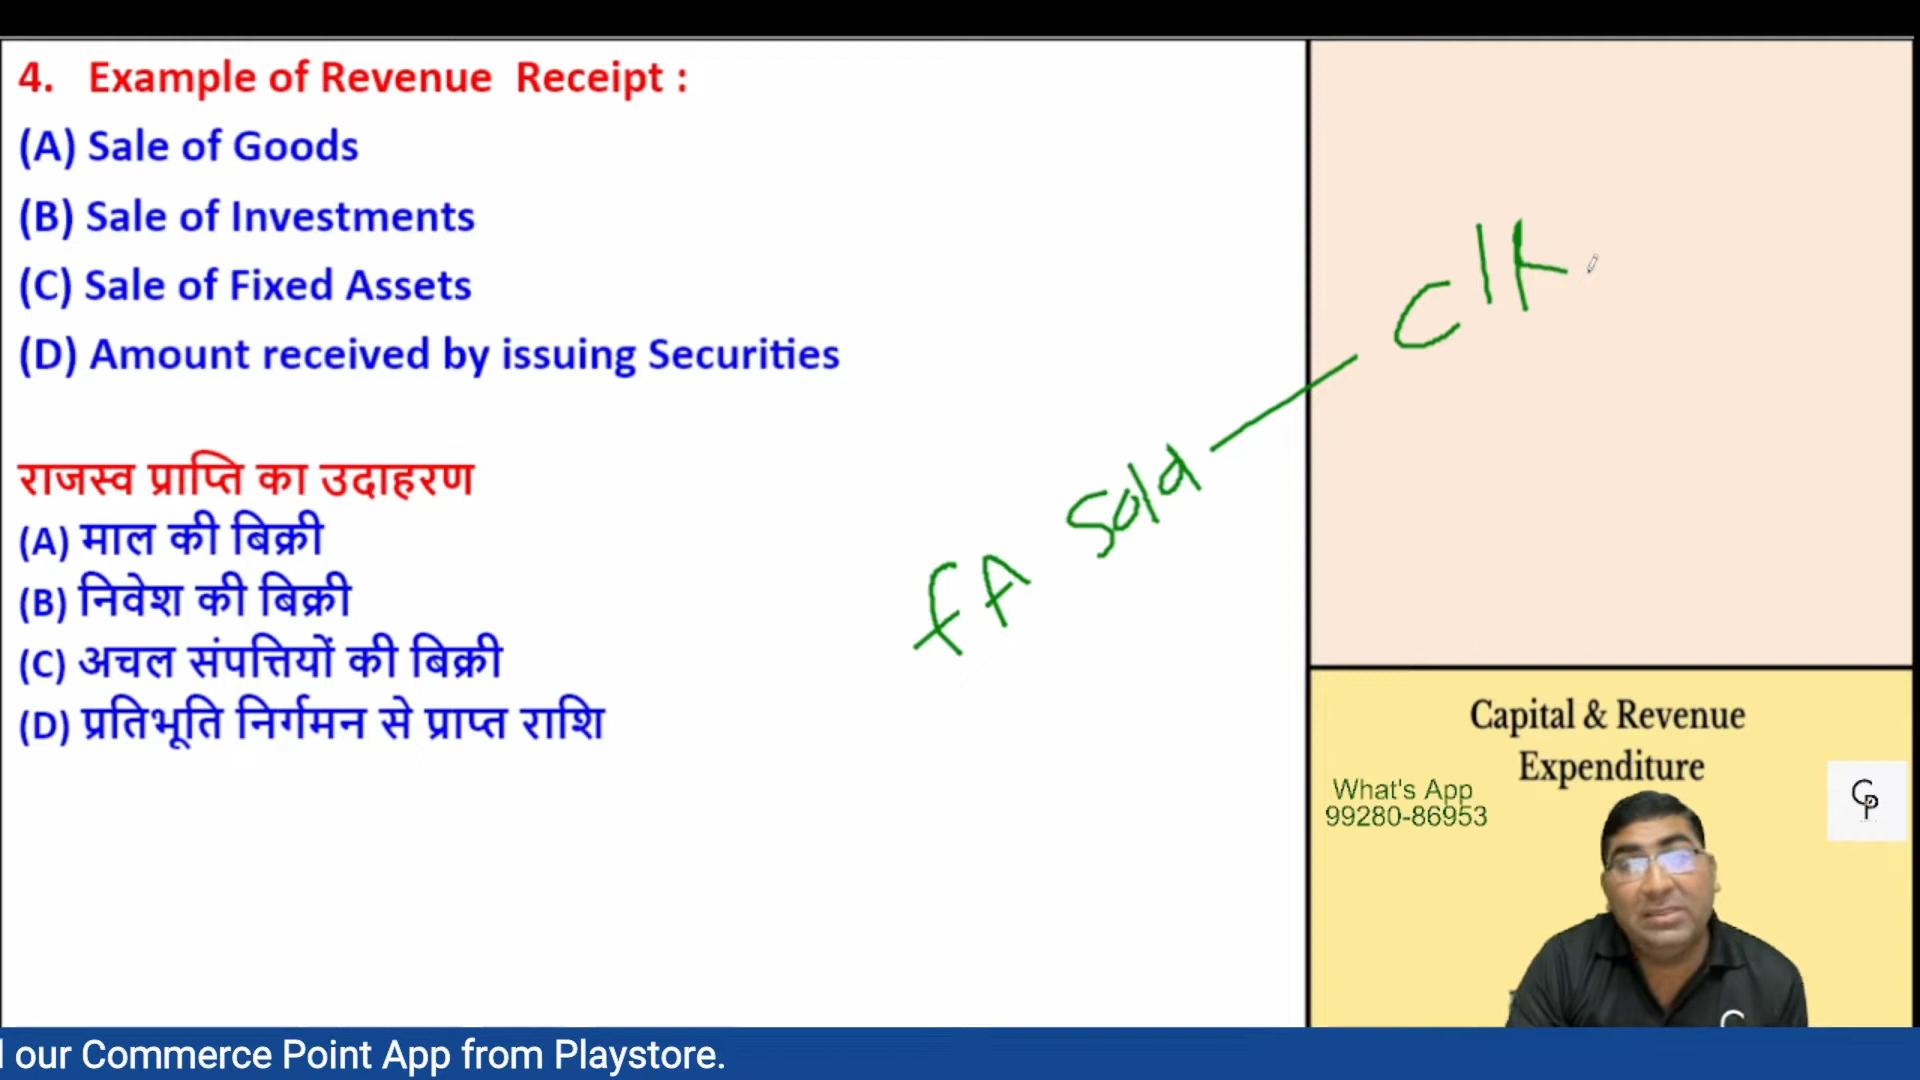 4. Example of Revenue Receipt :
(A) Sale of Goods
(B) Sale of Investments
(C) Sale of Fixed Assets
(D) Amount received by issuing Securities
राजस्व प्राप्ति का उदाहरण
(A) माल की बिक्री
(B) निवेश की बिक्री
(C) अचल संपत्तियों की बिक्री
(D) प्रतिभूति निर्गमन से प्राप्त राशि
FA Sold
Capital & Revenue
Expenditure
What's App
99280-86953
CP
our Commerce Point App from Playstore.